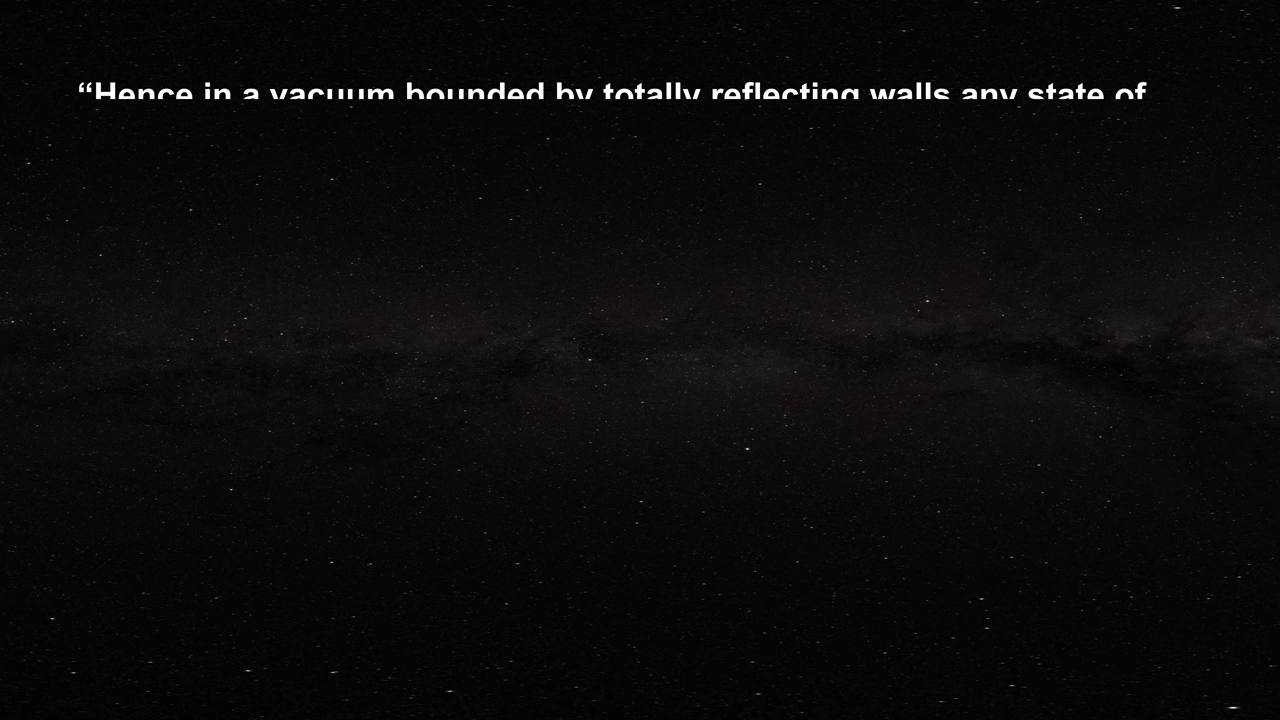 “Hence in a vacuum bounded by totally reflecting walls any state of